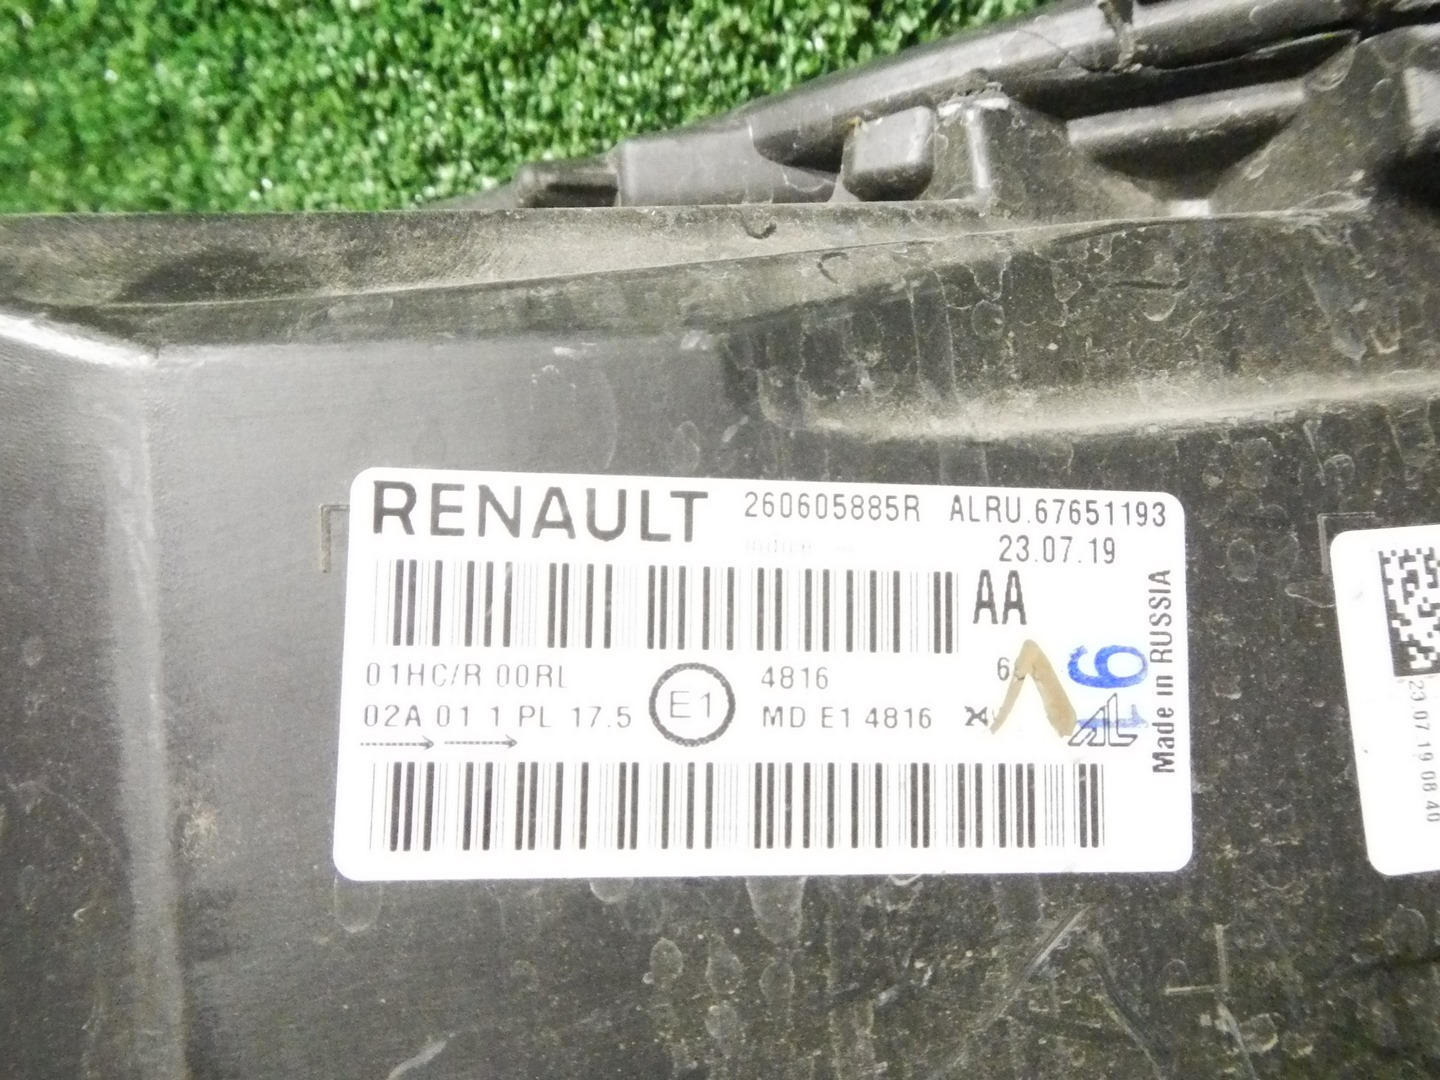 RENAULT 260605885R ALRU.67651193
23.07.19
AA
01HC/R 00RL E1 4816
02A 01 1 PL 17.5 MD E1 4816
AL
Made in RUSSIA
23.07 19 08 40